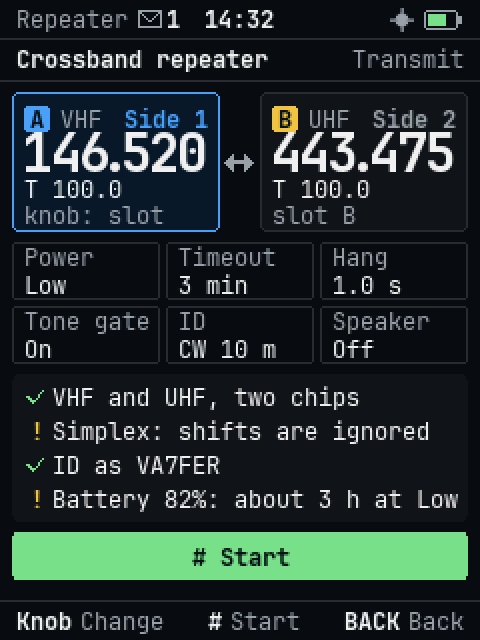 Repeater 1 14:32
Crossband repeater Transmit
A VHF Side 1
146.520
T 100.0
knob: slot
B UHF Side 2
443.475
T 100.0
slot B
Power
Low
Timeout
3 min
Hang
1.0 s
Tone gate
On
ID
CW 10 m
Speaker
Off
✓ VHF and UHF, two chips
! Simplex: shifts are ignored
✓ ID as VA7FER
! Battery 82%: about 3 h at Low
# Start
Knob Change # Start BACK Back